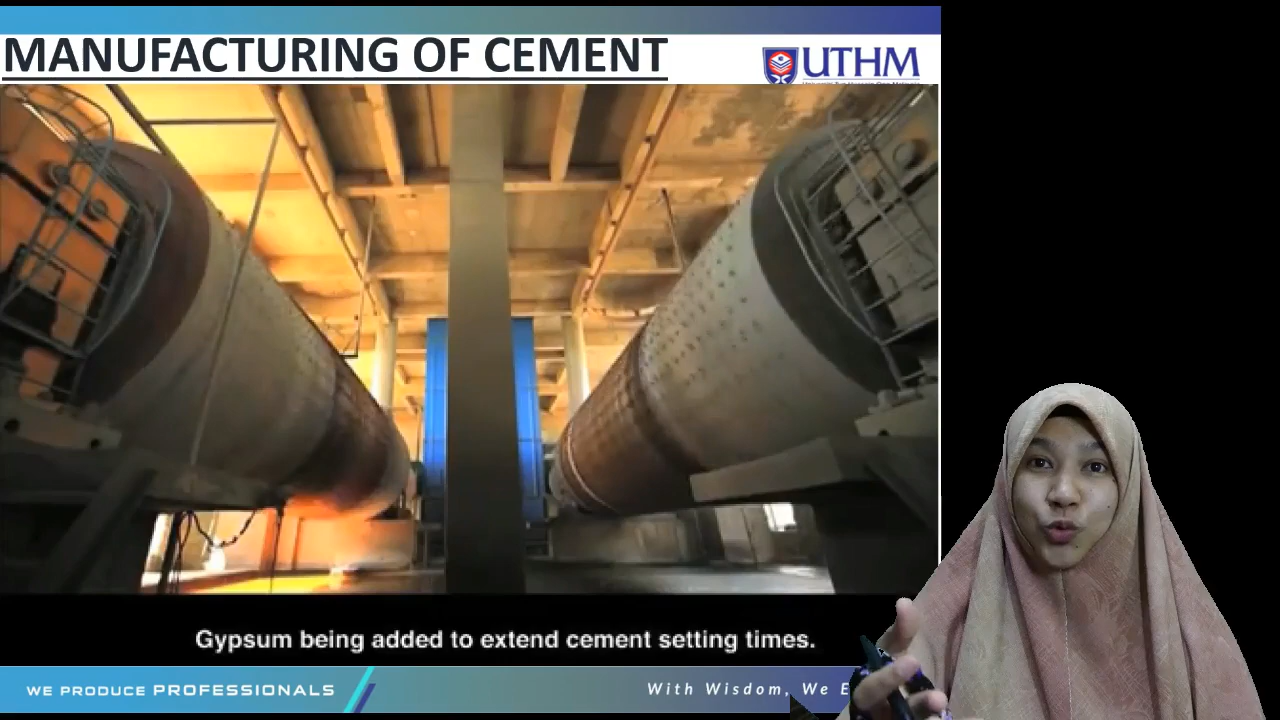 MANUFACTURING OF CEMENT
UTHM
Gypsum being added to extend cement setting times.
WE PRODUCE PROFESSIONALS
With Wisdom, We